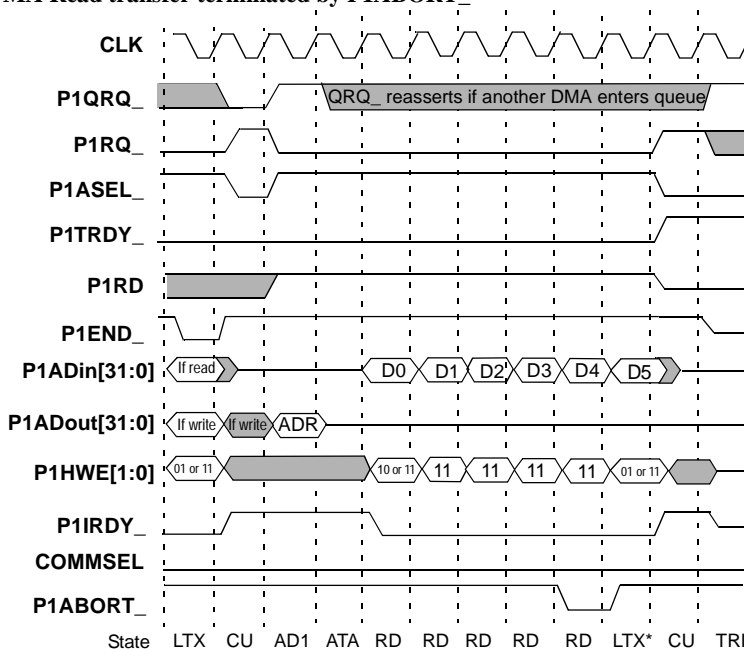 MA Read transfer terminated by P1ABORT_
CLK
P1QRQ_ QRQ_ reasserts if another DMA enters queue
P1RQ_
P1ASEL_
P1TRDY_
P1RD
P1END_
P1ADin[31:0] If read D0 D1 D2 D3 D4 D5
P1ADout[31:0] If write If write ADR
P1HWE[1:0] 01 or 11 10 or 11 11 11 11 11 01 or 11
P1IRDY_
COMMSEL
P1ABORT_
State LTX CU AD1 ATA RD RD RD RD RD LTX* CU